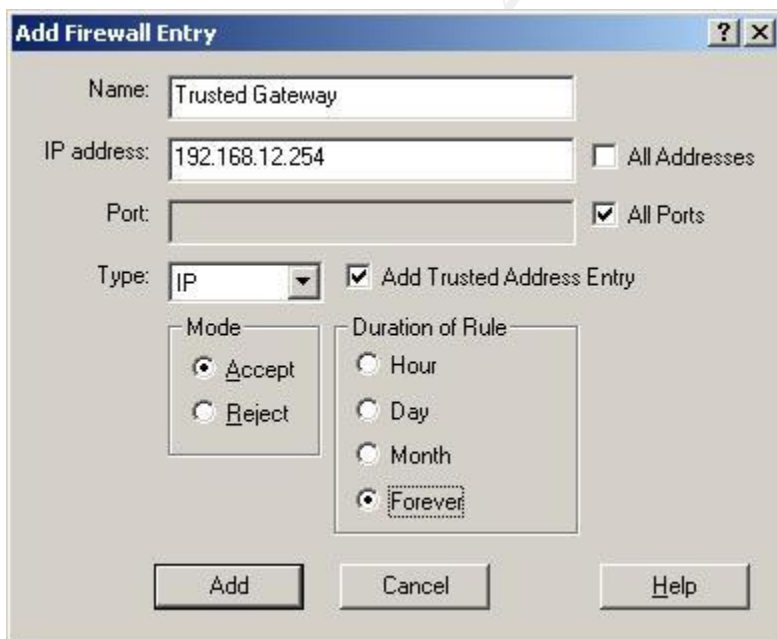 Add Firewall Entry
Name: Trusted Gateway
IP address: 192.168.12.254 All Addresses
Port: All Ports
Type: IP Add Trusted Address Entry
Mode
Accept
Reject
Duration of Rule
Hour
Day
Month
Forever
Add Cancel Help